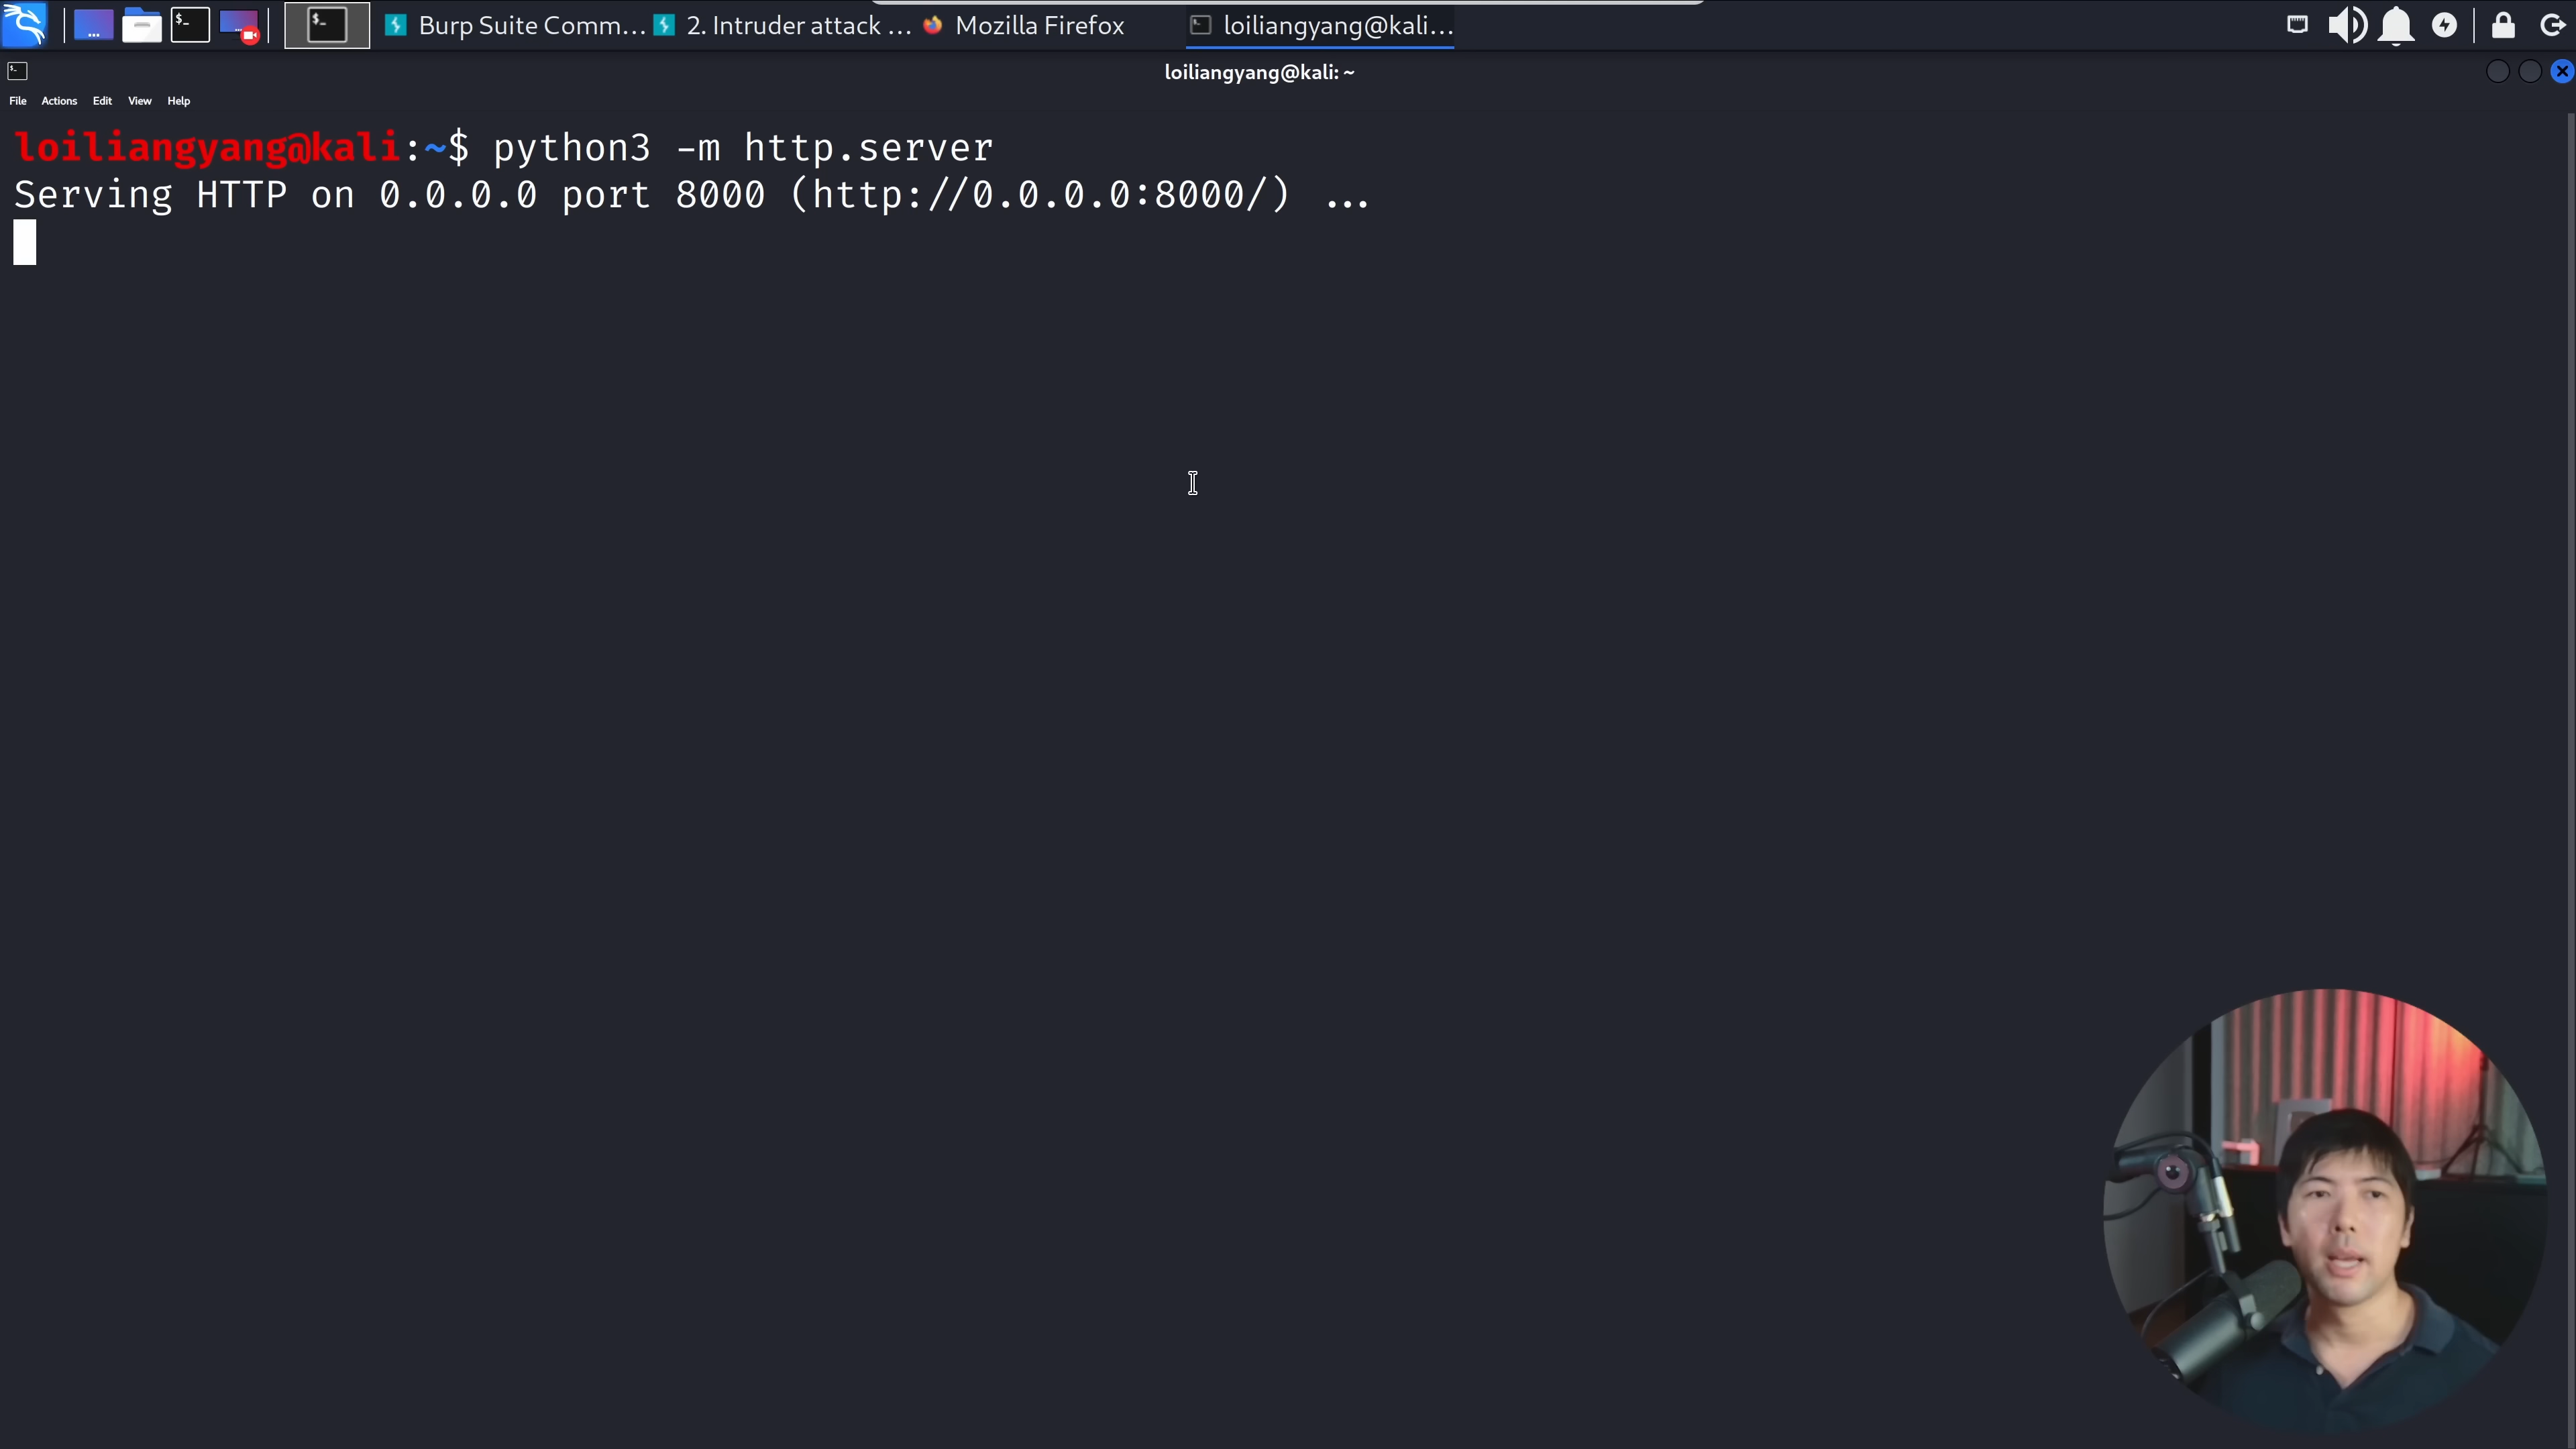 Burp Suite Comm... 2. Intruder attack ... Mozilla Firefox loiliangyang@kali...
loiliangyang@kali: ~
File Actions Edit View Help
loiliangyang@kali:~$ python3 -m http.server
Serving HTTP on 0.0.0.0 port 8000 (http://0.0.0.0:8000/) ...